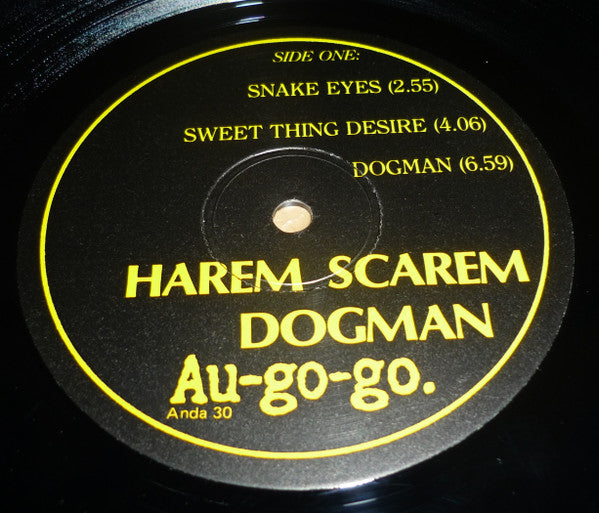 SIDE ONE:
SNAKE EYES (2.55)
SWEET THING DESIRE (4.06)
DOGMAN (6.59)
HAREM SCAREM
DOGMAN
Au-go-go.
Anda 30